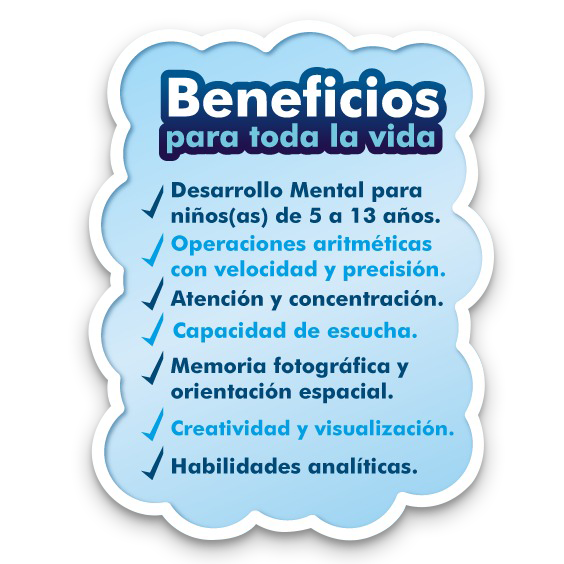 Beneficios
para toda la vida
Desarrollo Mental para
niños(as) de 5 a 13 años.
Operaciones aritméticas
con velocidad y precisión.
Atención y concentración.
Capacidad de escucha.
Memoria fotográfica y
orientación espacial.
Creatividad y visualización.
Habilidades analíticas.